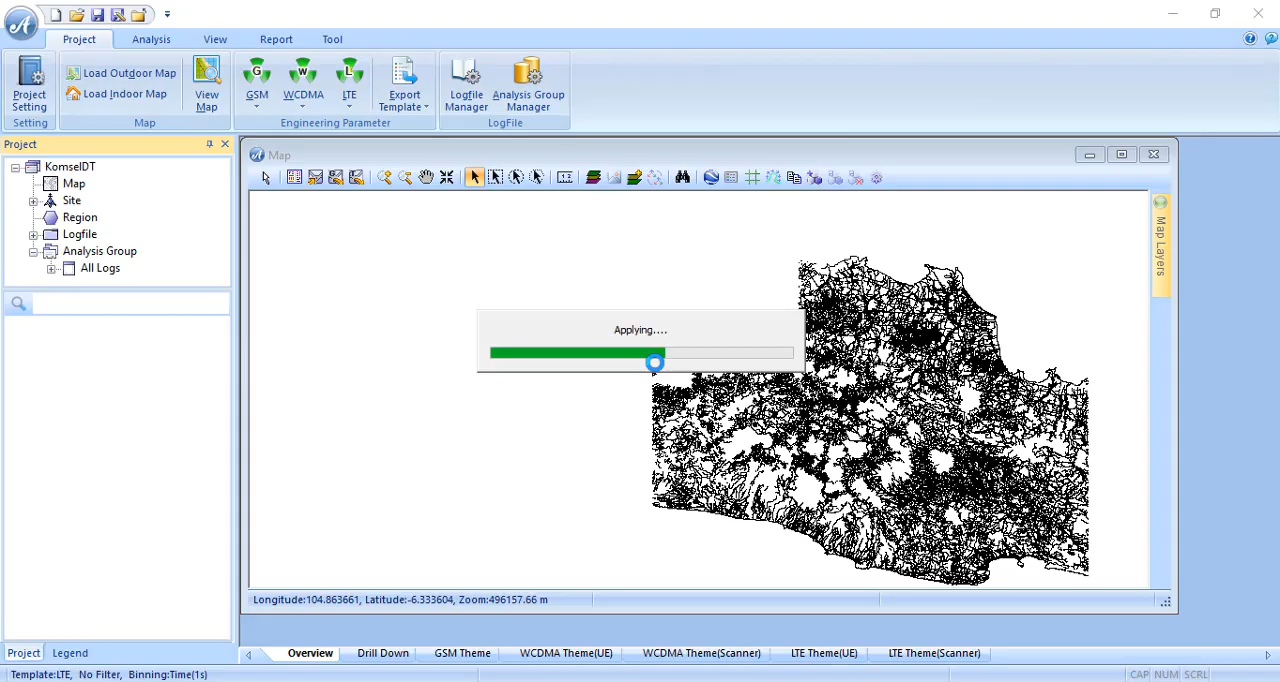 Project Analysis View Report Tool
Project Setting
Load Outdoor Map
Load Indoor Map
View Map
G GSM
W WCDMA
L LTE
Export Template
Logfile Manager
Analysis Group Manager
Setting Map Engineering Parameter LogFile
Project
KomselDT
Map
Site
Region
Logfile
Analysis Group
All Logs
Map
Map Layers
Applying....
Longitude:104.863661, Latitude:-6.333604, Zoom:496157.66 m
Project Legend
Overview Drill Down GSM Theme WCDMA Theme(UE) WCDMA Theme(Scanner) LTE Theme(UE) LTE Theme(Scanner)
Template:LTE, No Filter, Binning:Time(1s)
CAP NUM SCRL